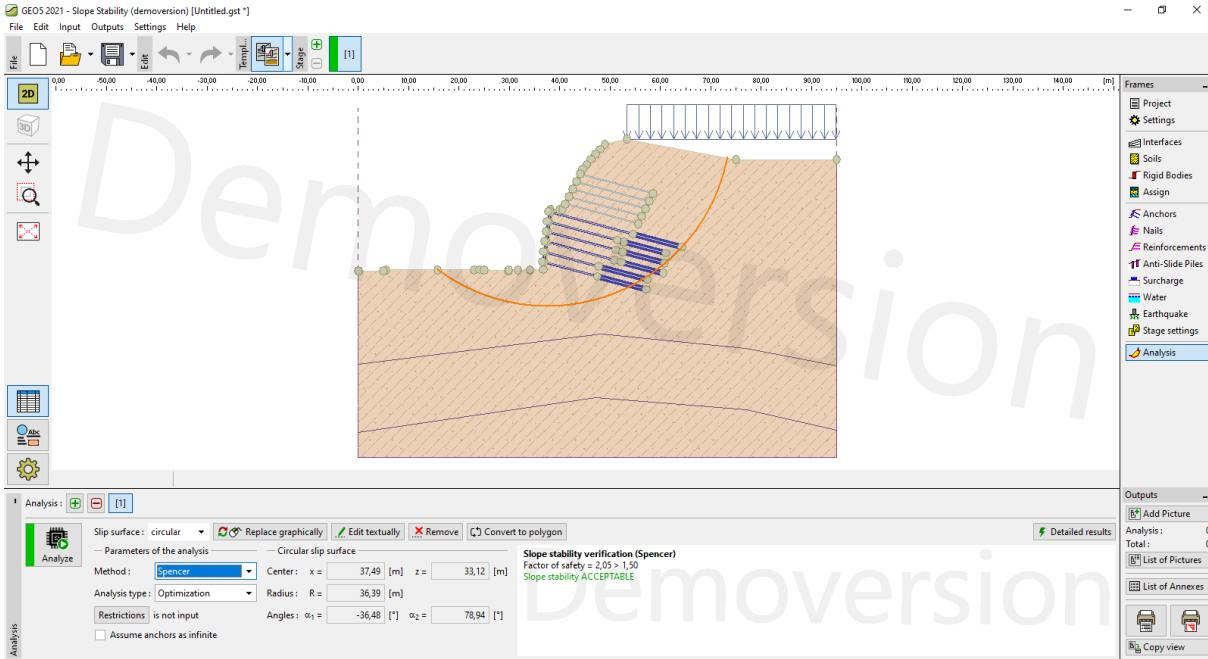 GEO5 2021 - Slope Stability (demoversion) [Untitled.gst *]
File Edit Input Outputs Settings Help
File
Edit
Templ...
Stage
[1]
0,00 -50,00 -40,00 -30,00 -20,00 -10,00 0,00 10,00 20,00 30,00 40,00 50,00 60,00 70,00 80,00 90,00 100,00 110,00 120,00 130,00 140,00 [m]
2D
3D
Abc
Demoversion
Frames
Project
Settings
Interfaces
Soils
Rigid Bodies
Assign
Anchors
Nails
Reinforcements
Anti-Slide Piles
Surcharge
Water
Earthquake
Stage settings
Analysis
Analysis : [1]
Analysis
Analyze
Slip surface : circular Replace graphically Edit textually Remove Convert to polygon Detailed results
Parameters of the analysis Circular slip surface
Method : Spencer Center : x = 37,49 [m] z = 33,12 [m]
Analysis type : Optimization Radius : R = 36,39 [m]
Restrictions is not input Angles : α1 = -36,48 [°] α2 = 78,94 [°]
Assume anchors as infinite
Slope stability verification (Spencer)
Factor of safety = 2,05 > 1,50
Slope stability ACCEPTABLE
Demoversion
Outputs
Add Picture
Analysis : 0
Total : 0
List of Pictures
List of Annexes
Copy view